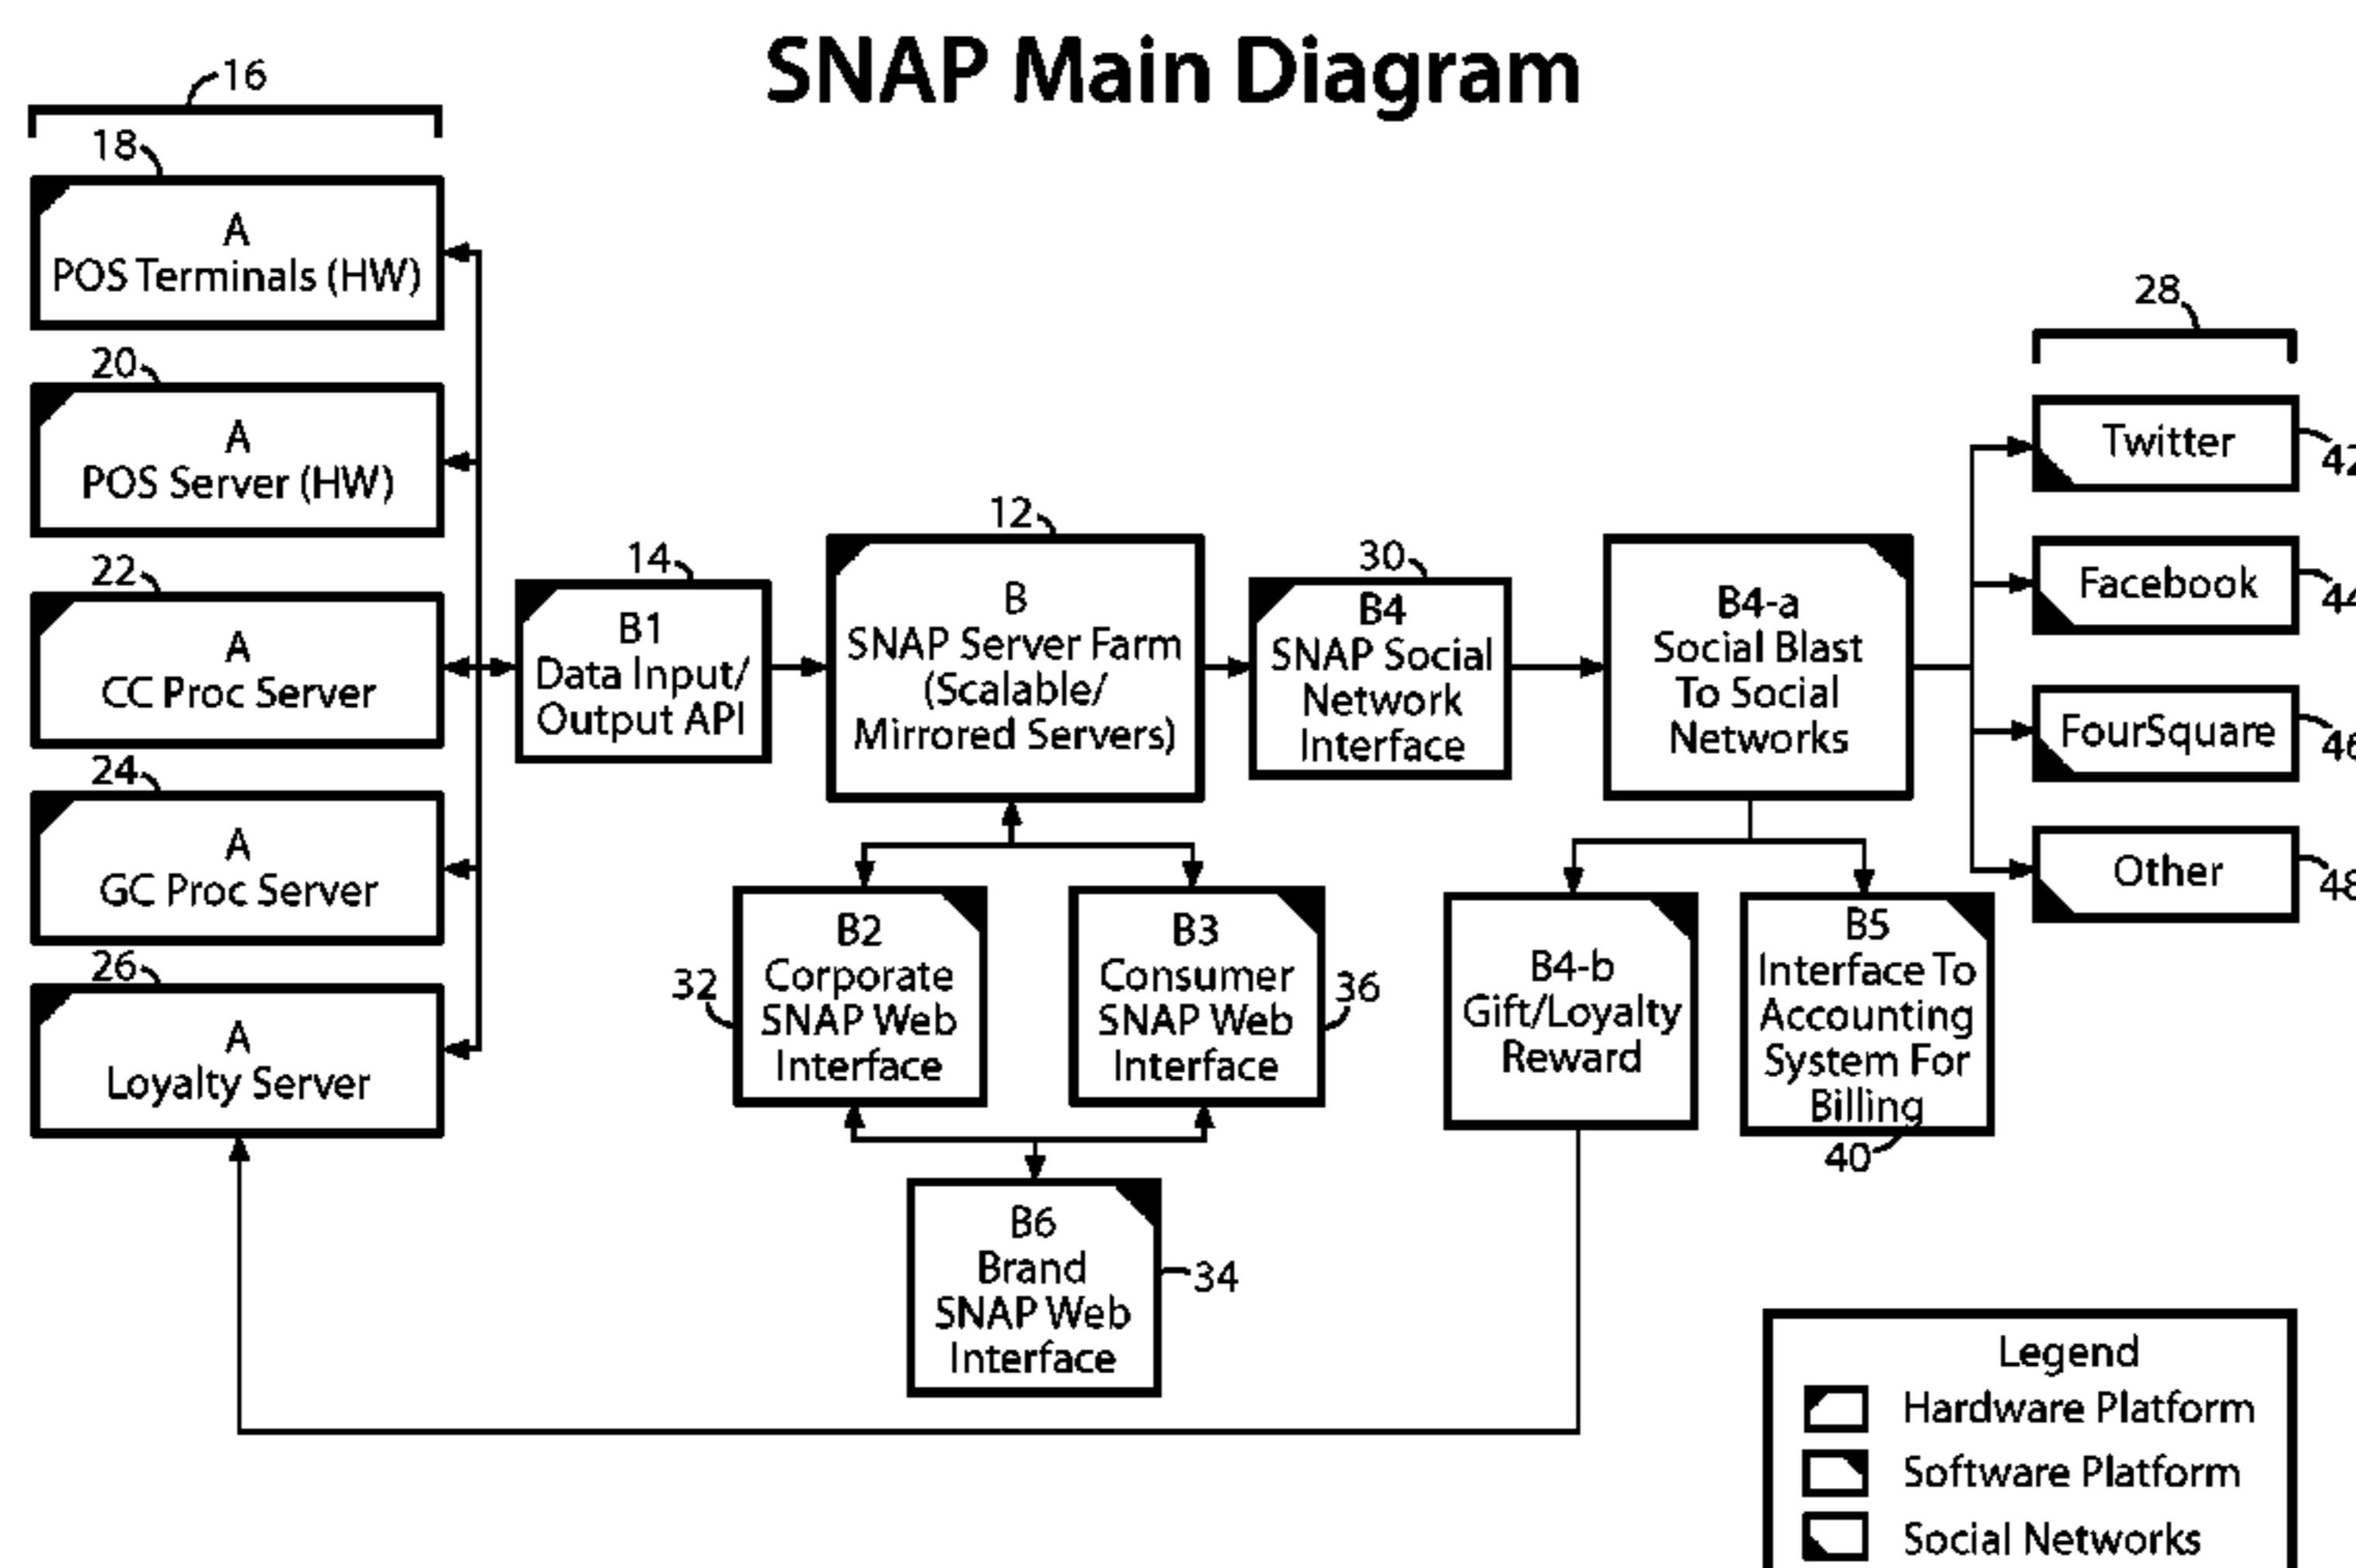 SNAP Main Diagram
16
18
A
POS Terminals (HW)
20
A
POS Server (HW)
22
A
CC Proc Server
24
A
GC Proc Server
26
A
Loyalty Server
14
B1
Data Input/
Output API
12
B
SNAP Server Farm
(Scalable/
Mirrored Servers)
30
B4
SNAP Social
Network
Interface
B4-a
Social Blast
To Social
Networks
28
Twitter
42
Facebook
44
FourSquare
46
Other
48
32
B2
Corporate
SNAP Web
Interface
B3
Consumer
SNAP Web
Interface
36
B4-b
Gift/Loyalty
Reward
B5
Interface To
Accounting
System For
Billing
40
B6
Brand
SNAP Web
Interface
34
Legend
Hardware Platform
Software Platform
Social Networks